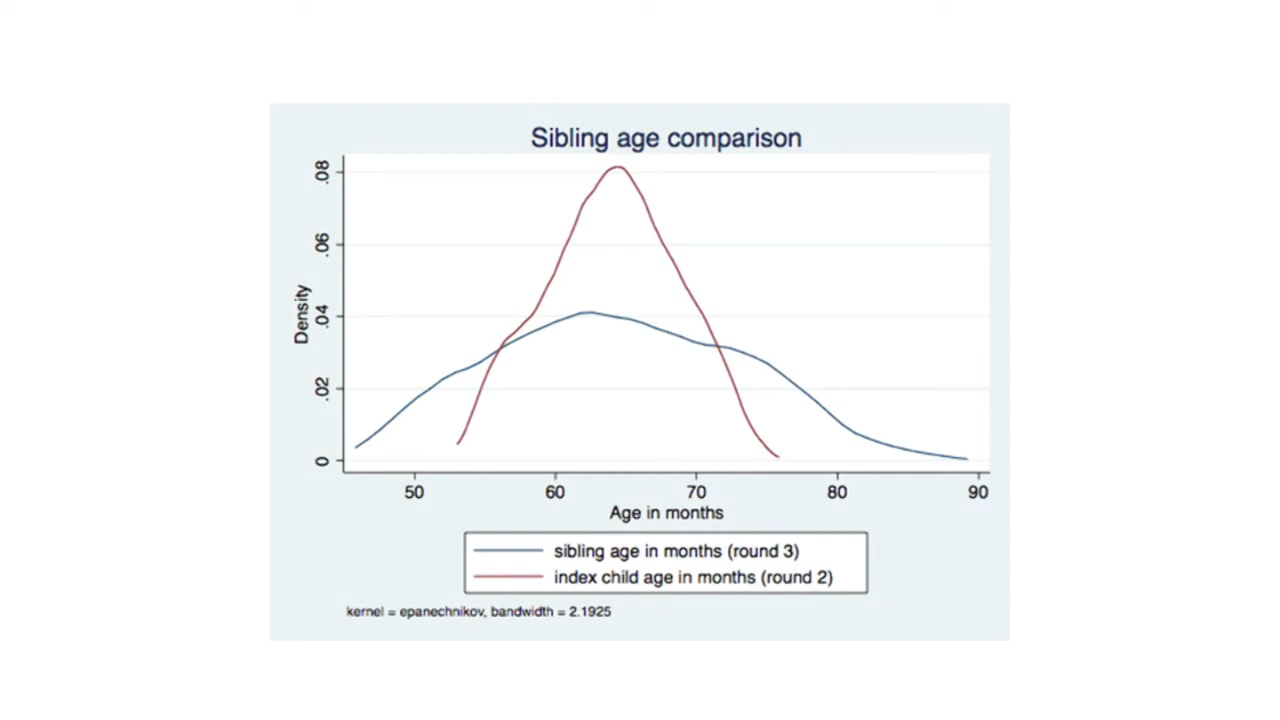 Sibling age comparison
.08
.06
.04
.02
0
Density
50 60 70 80 90
Age in months
sibling age in months (round 3)
index child age in months (round 2)
kernel = epanechnikov, bandwidth = 2.1925